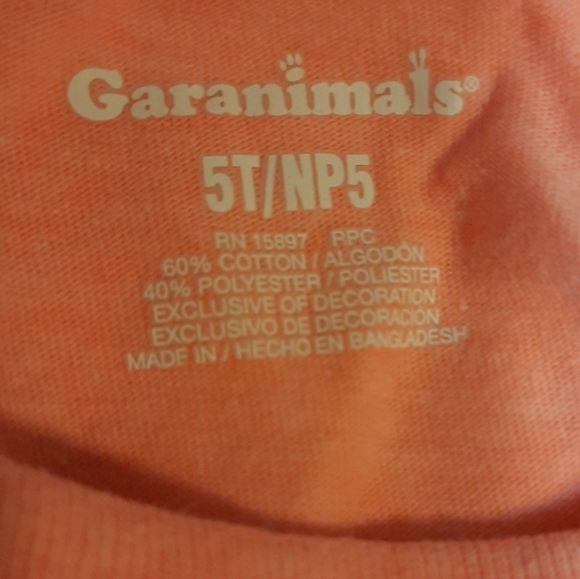 Garanimals®
5T/NP5
RN 15897 RPC
60% COTTON / ALGODÓN
40% POLYESTER / POLIESTER
EXCLUSIVE OF DECORATION
EXCLUSIVO DE DECORACIÓN
MADE IN / HECHO EN BANGLADESH